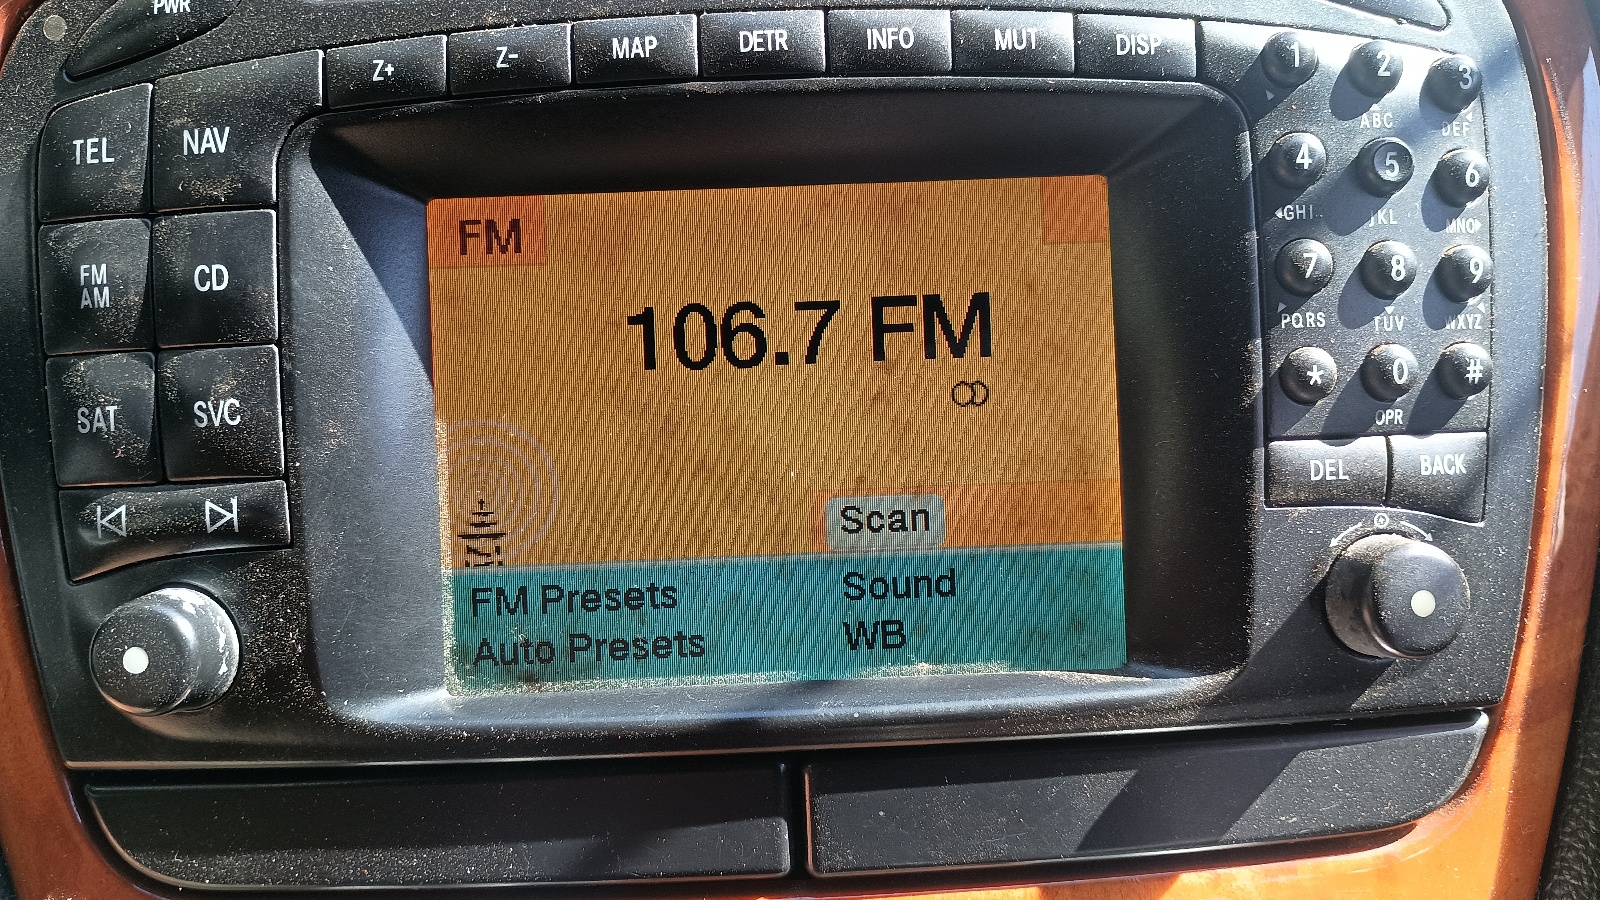 PWR
Z+ Z- MAP DETR INFO MUT DISP
TEL NAV
FM AM CD
SAT SVC
FM
106.7 FM
Scan
FM Presets Sound
Auto Presets WB
1 2 3
ABC DEF
4 5 6
GHI JKL MNO
7 8 9
PQRS TUV WXYZ
* 0 #
OPR
DEL BACK